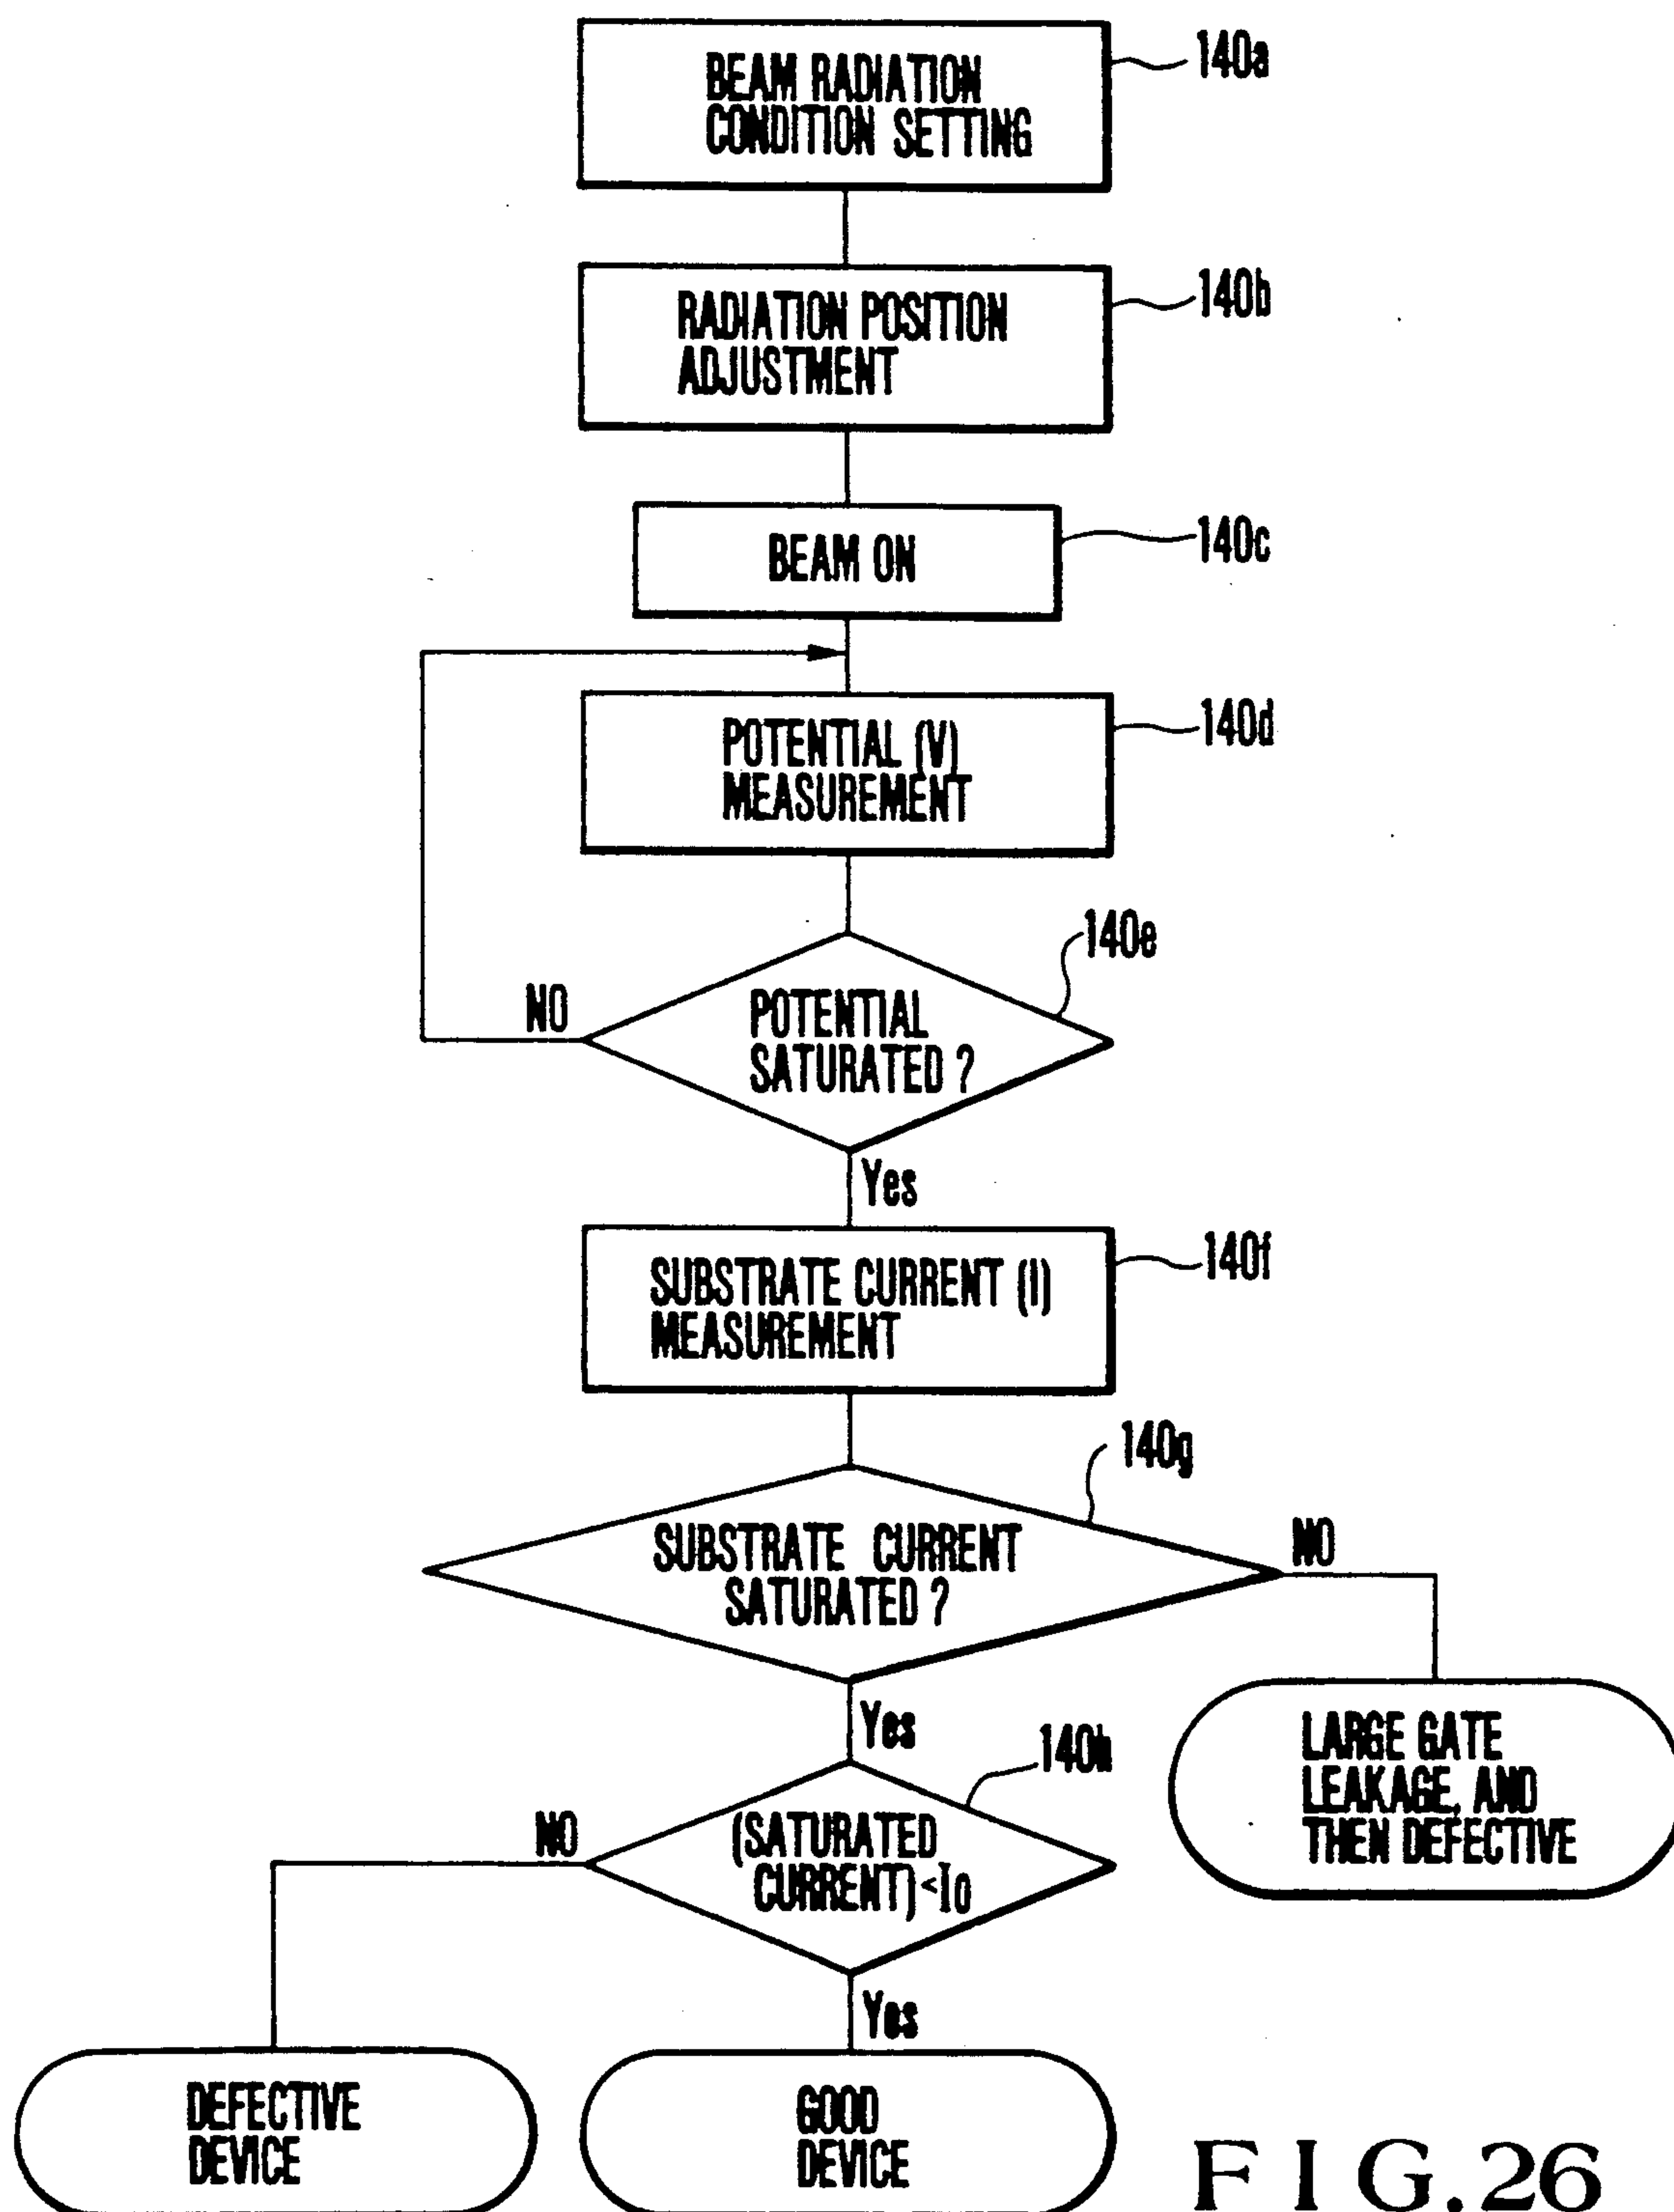 BEAM RADIATION
CONDITION SETTING
140a
RADIATION POSITION
ADJUSTMENT
140b
BEAM ON
140c
POTENTIAL (V)
MEASUREMENT
140d
140e
NO
POTENTIAL
SATURATED ?
Yes
SUBSTRATE CURRENT (I)
MEASUREMENT
140f
140g
SUBSTRATE CURRENT
SATURATED ?
NO
Yes
LARGE GATE
LEAKAGE, AND
THEN DEFECTIVE
140h
NO
(SATURATED
CURRENT) <I0
Yes
DEFECTIVE
DEVICE
GOOD
DEVICE
FIG.26